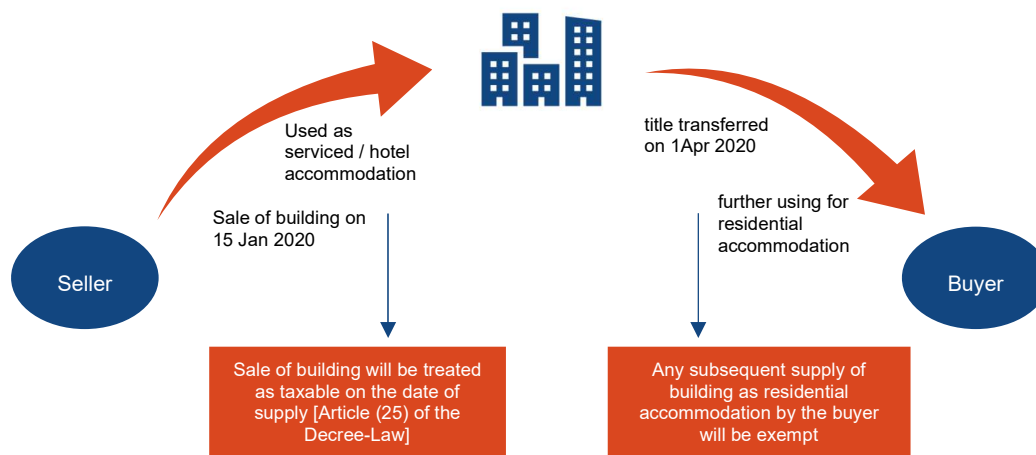 Used as
serviced / hotel
accommodation
title transferred
on 1Apr 2020
Sale of building on
15 Jan 2020
further using for
residential
accommodation
Seller
Buyer
Sale of building will be treated
as taxable on the date of
supply [Article (25) of the
Decree-Law]
Any subsequent supply of
building as residential
accommodation by the buyer
will be exempt